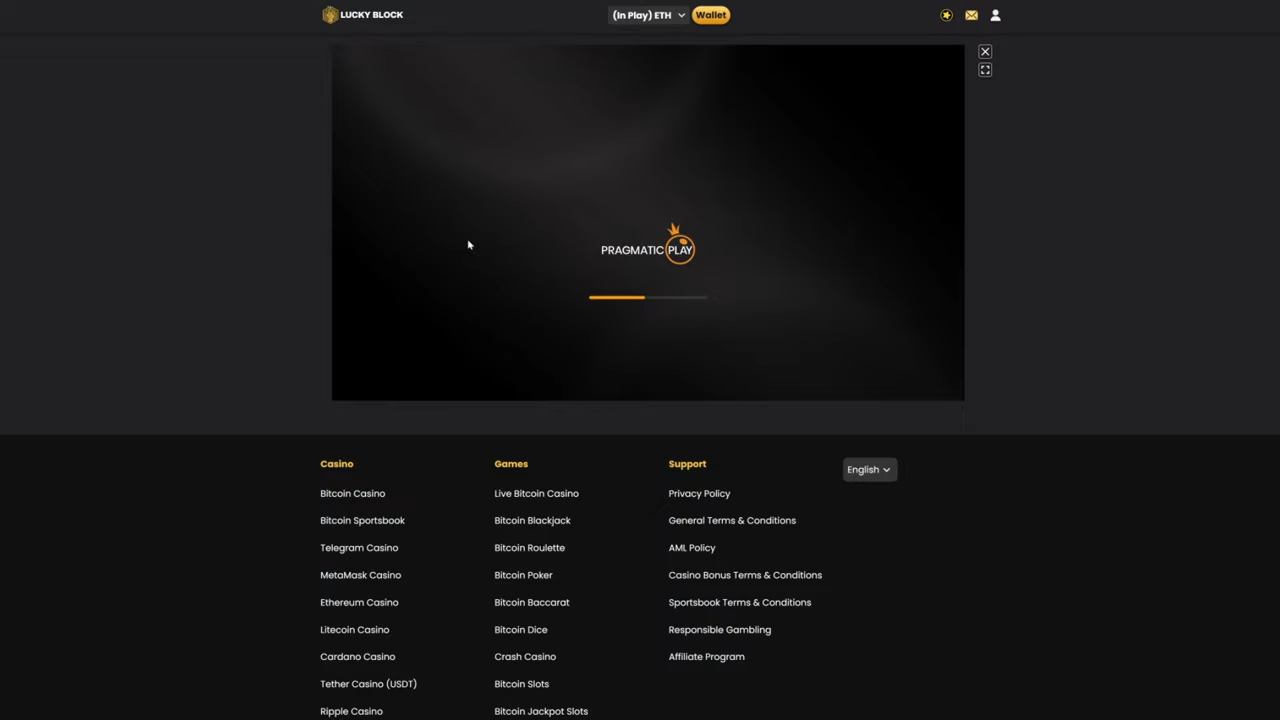 LUCKY BLOCK
(In Play) ETH
Wallet
PRAGMATIC PLAY
Casino
Bitcoin Casino
Bitcoin Sportsbook
Telegram Casino
MetaMask Casino
Ethereum Casino
Litecoin Casino
Cardano Casino
Tether Casino (USDT)
Ripple Casino
Games
Live Bitcoin Casino
Bitcoin Blackjack
Bitcoin Roulette
Bitcoin Poker
Bitcoin Baccarat
Bitcoin Dice
Crash Casino
Bitcoin Slots
Bitcoin Jackpot Slots
Support
Privacy Policy
General Terms & Conditions
AML Policy
Casino Bonus Terms & Conditions
Sportsbook Terms & Conditions
Responsible Gambling
Affiliate Program
English